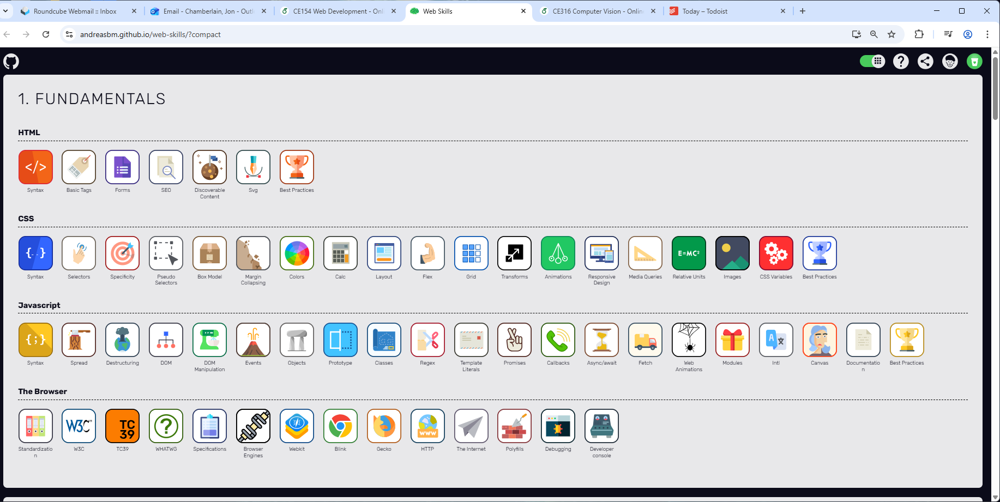 Roundcube Webmail :: Inbox
Email - Chamberlain, Jon - Outl
CE154 Web Development - Onl
Web Skills
CE316 Computer Vision - Onlin
Today – Todoist
andreasbm.github.io/web-skills/?compact
1. FUNDAMENTALS
HTML
Syntax
Basic Tags
Forms
SEO
Discoverable
Content
Svg
Best Practices
CSS
E=MC²
Syntax
Selectors
Specificity
Pseudo
Selectors
Box Model
Margin
Collapsing
Colors
Calc
Layout
Flex
Grid
Transforms
Animations
Responsive
Design
Media Queries
Relative Units
Images
CSS Variables
Best Practices
Javascript
Syntax
Spread
Destructuring
DOM
DOM
Manipulation
Events
Objects
Prototype
Classes
Regex
Template
Literals
Promises
Callbacks
Async/await
Fetch
Web
Animations
Modules
Intl
Canvas
Documentatio
n
Best Practices
The Browser
W3C
TC
39
WWW
Standardizatio
n
W3C
TC39
WHATWG
Specifications
Browser
Engines
Webkit
Blink
Gecko
HTTP
The Internet
Polyfills
Debugging
Developer
console